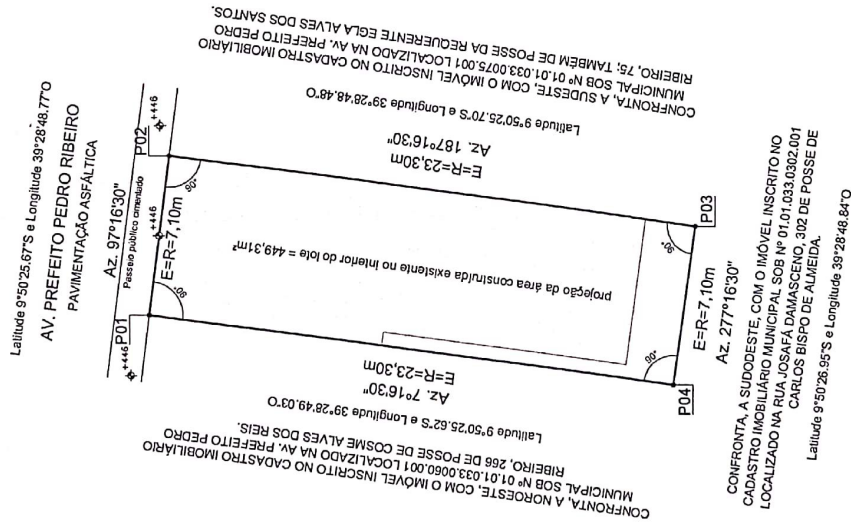 Latitude 9°50'25.67"S e Longitude 39°28'48.77"O
AV. PREFEITO PEDRO RIBEIRO
PAVIMENTAÇÃO ASFÁLTICA
Az. 97°16'30"
Passeio público cimentado
+446
+446
+446
P01
P02
E=R=7,10m
90°
90°
CONFRONTA, A SUDESTE, COM O IMÓVEL INSCRITO NO CADASTRO IMOBILIÁRIO
MUNICIPAL SOB Nº 01.01.033.0075.001 LOCALIZADO NA AV. PREFEITO PEDRO
RIBEIRO, 75; TAMBÉM DE POSSE DA REQUERENTE EGLA ALVES DOS SANTOS.
Latitude 9°50'25.70"S e Longitude 39°28'48.48"O
Az. 187°16'30"
E=R=23,30m
projeção da área construída existente no interior do lote = 449,31m²
E=R=23,30m
Az. 7°16'30"
Latitude 9°50'25.62"S e Longitude 39°28'49.03"O
CONFRONTA, A NOROESTE, COM O IMÓVEL INSCRITO NO CADASTRO IMOBILIÁRIO
MUNICIPAL SOB Nº 01.01.033.0060.001 LOCALIZADO NA AV. PREFEITO PEDRO
RIBEIRO, 266 DE POSSE DE COSME ALVES DOS REIS.
90°
90°
P03
P04
E=R=7,10m
Az. 277°16'30"
CONFRONTA, A SUDODESTE, COM O IMÓVEL INSCRITO NO
CADASTRO IMOBILIÁRIO MUNICIPAL SOB Nº 01.01.033.0302.001
LOCALIZADO NA RUA JOSAFÁ DAMASCENO, 302 DE POSSE DE
CARLOS BISPO DE ALMEIDA.
Latitude 9°50'26.95"S e Longitude 39°28'48.84"O